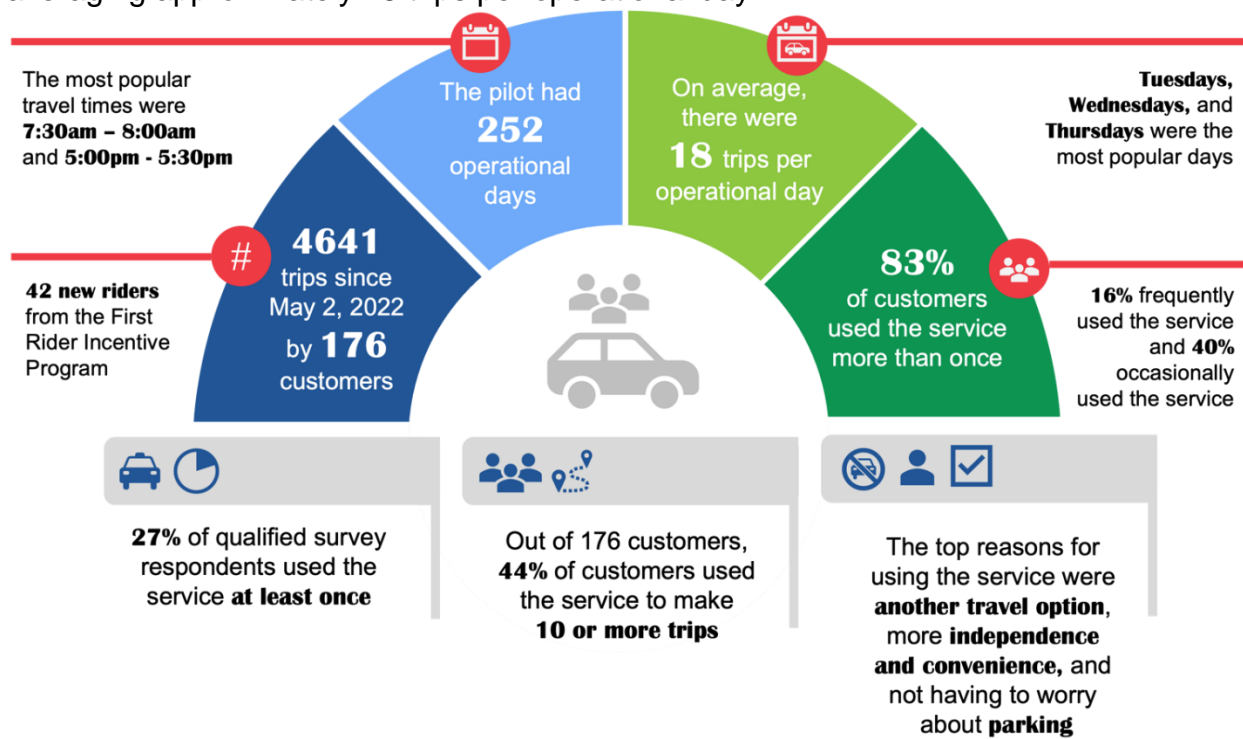 The most popular
travel times were
7:30am – 8:00am
and 5:00pm - 5:30pm
The pilot had
252
operational
days
On average,
there were
18 trips per
operational day
Tuesdays,
Wednesdays, and
Thursdays were the
most popular days
#
42 new riders
from the First
Rider Incentive
Program
4641
trips since
May 2, 2022
by 176
customers
83%
of customers
used the service
more than once
16% frequently
used the service
and 40%
occasionally
used the service
27% of qualified survey
respondents used the
service at least once
Out of 176 customers,
44% of customers used
the service to make
10 or more trips
The top reasons for
using the service were
another travel option,
more independence
and convenience, and
not having to worry
about parking